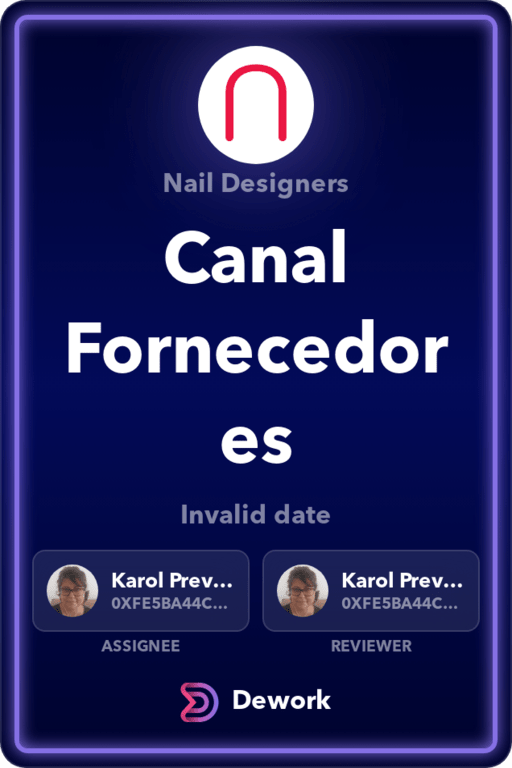 Nail Designers
Canal
Fornecedor
es
Invalid date
Karol Prev...
0XFE5BA44C...
Karol Prev...
0XFE5BA44C...
ASSIGNEE
REVIEWER
Dework